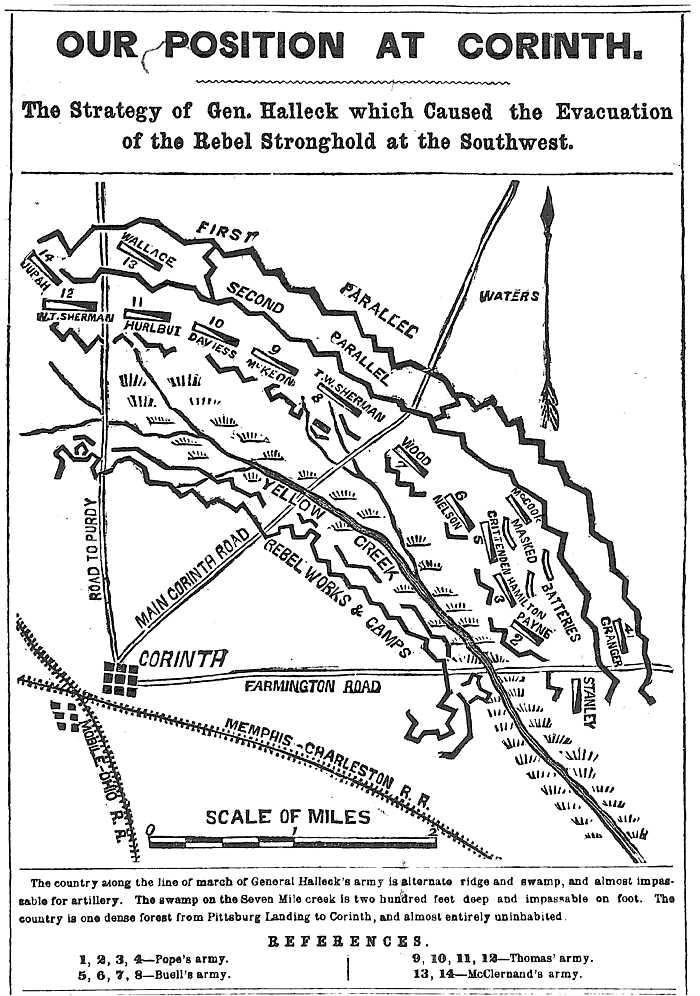 OUR POSITION AT CORINTH.
The Strategy of Gen. Halleck which Caused the Evacuation
of the Rebel Stronghold at the Southwest.
FIRST PARALLEL
SECOND PARALLEL
WATERS
14
JUDAH
WALLACE
13
12
W.T. SHERMAN
11
HURLBUT
10
DAVIESS
9
McKEON
T.W. SHERMAN
8
WOOD
7
6
NELSON
McCOOK
5
CRITTENDEN
MASKED BATTERIES
3
HAMILTON
PAYNE
2
4
GRANGER
STANLEY
YELLOW CREEK
REBEL WORKS & CAMPS
ROAD TO PURDY
MAIN CORINTH ROAD
CORINTH
FARMINGTON ROAD
MEMPHIS-CHARLESTON R. R.
MOBILE-OHIO R. R.
SCALE OF MILES
0 1 2
The country along the line of march of General Halleck's army is alternate ridge and swamp, and almost impas-
sable for artillery. The swamp on the Seven Mile creek is two hundred feet deep and impassable on foot. The
country is one dense forest from Pittsburg Landing to Corinth, and almost entirely uninhabited.
REFERENCES.
1, 2, 3, 4—Pope's army.
5, 6, 7, 8—Buell's army.
9, 10, 11, 12—Thomas' army.
13, 14—McClernand's army.